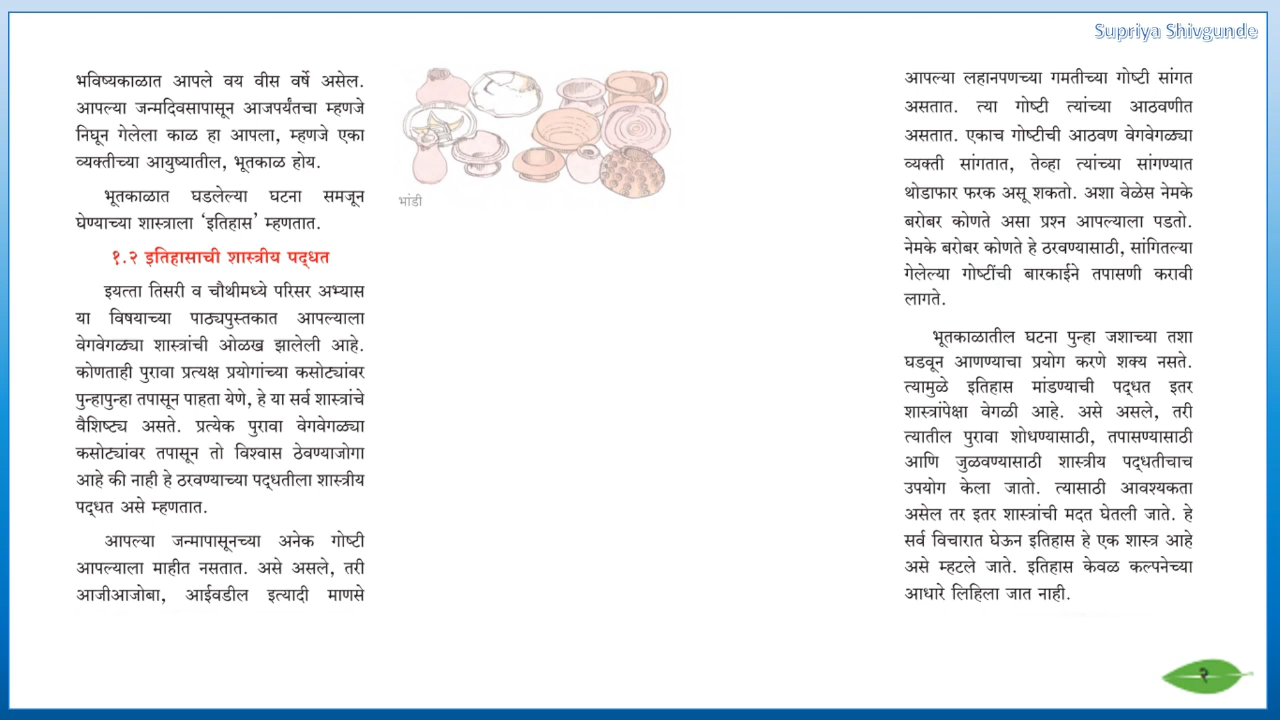 Supriya Shivgunde
भविष्यकाळात आपले वय वीस वर्षे असेल.
आपल्या जन्मदिवसापासून आजपर्यंतचा म्हणजे
निघून गेलेला काळ हा आपला, म्हणजे एका
व्यक्तीच्या आयुष्यातील, भूतकाळ होय.
भूतकाळात घडलेल्या घटना समजून
घेण्याच्या शास्त्राला ‘इतिहास’ म्हणतात.
१.२ इतिहासाची शास्त्रीय पद्धत
इयत्ता तिसरी व चौथीमध्ये परिसर अभ्यास
या विषयाच्या पाठ्यपुस्तकात आपल्याला
वेगवेगळ्या शास्त्रांची ओळख झालेली आहे.
कोणताही पुरावा प्रत्यक्ष प्रयोगांच्या कसोट्यांवर
पुन्हापुन्हा तपासून पाहता येणे, हे या सर्व शास्त्रांचे
वैशिष्ट्य असते. प्रत्येक पुरावा वेगवेगळ्या
कसोट्यांवर तपासून तो विश्वास ठेवण्याजोगा
आहे की नाही हे ठरवण्याच्या पद्धतीला शास्त्रीय
पद्धत असे म्हणतात.
आपल्या जन्मापासूनच्या अनेक गोष्टी
आपल्याला माहीत नसतात. असे असले, तरी
आजीआजोबा, आईवडील इत्यादी माणसे
भांडी
आपल्या लहानपणच्या गमतीच्या गोष्टी सांगत
असतात. त्या गोष्टी त्यांच्या आठवणीत
असतात. एकाच गोष्टीची आठवण वेगवेगळ्या
व्यक्ती सांगतात, तेव्हा त्यांच्या सांगण्यात
थोडाफार फरक असू शकतो. अशा वेळेस नेमके
बरोबर कोणते असा प्रश्न आपल्याला पडतो.
नेमके बरोबर कोणते हे ठरवण्यासाठी, सांगितल्या
गेलेल्या गोष्टींची बारकाईने तपासणी करावी
लागते.
भूतकाळातील घटना पुन्हा जशाच्या तशा
घडवून आणण्याचा प्रयोग करणे शक्य नसते.
त्यामुळे इतिहास मांडण्याची पद्धत इतर
शास्त्रांपेक्षा वेगळी आहे. असे असले, तरी
त्यातील पुरावा शोधण्यासाठी, तपासण्यासाठी
आणि जुळवण्यासाठी शास्त्रीय पद्धतीचाच
उपयोग केला जातो. त्यासाठी आवश्यकता
असेल तर इतर शास्त्रांची मदत घेतली जाते. हे
सर्व विचारात घेऊन इतिहास हे एक शास्त्र आहे
असे म्हटले जाते. इतिहास केवळ कल्पनेच्या
आधारे लिहिला जात नाही.
२